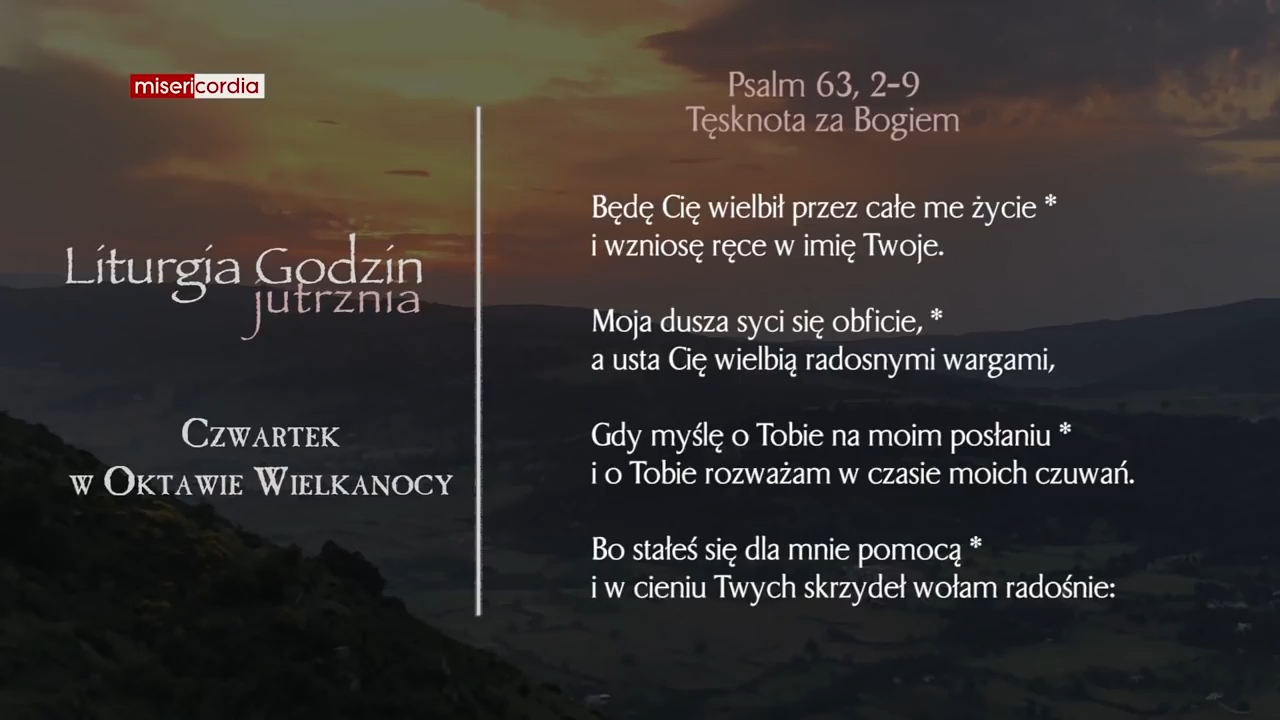 misericordia
Liturgia Godzin
jutrznia
Czwartek
w Oktawie Wielkanocy
Psalm 63, 2-9
Tęsknota za Bogiem
Będę Cię wielbił przez całe me życie *
i wzniosę ręce w imię Twoje.
Moja dusza syci się obficie, *
a usta Cię wielbią radosnymi wargami,
Gdy myślę o Tobie na moim posłaniu *
i o Tobie rozważam w czasie moich czuwań.
Bo stałeś się dla mnie pomocą *
i w cieniu Twych skrzydeł wołam radośnie: